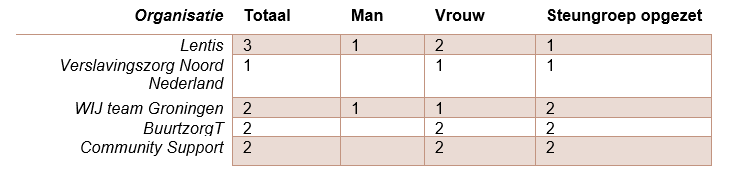 Organisatie Totaal Man Vrouw Steungroep opgezet
Lentis 3 1 2 1
Verslavingszorg Noord 1 1 1
Nederland
WIJ team Groningen 2 1 1 2
BuurtzorgT 2 2 2
Community Support 2 2 2